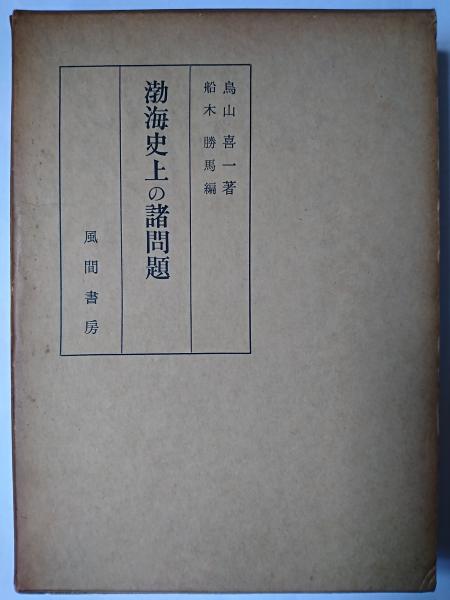 鳥山喜一著
船木勝馬編
渤海史上の諸問題
風間書房